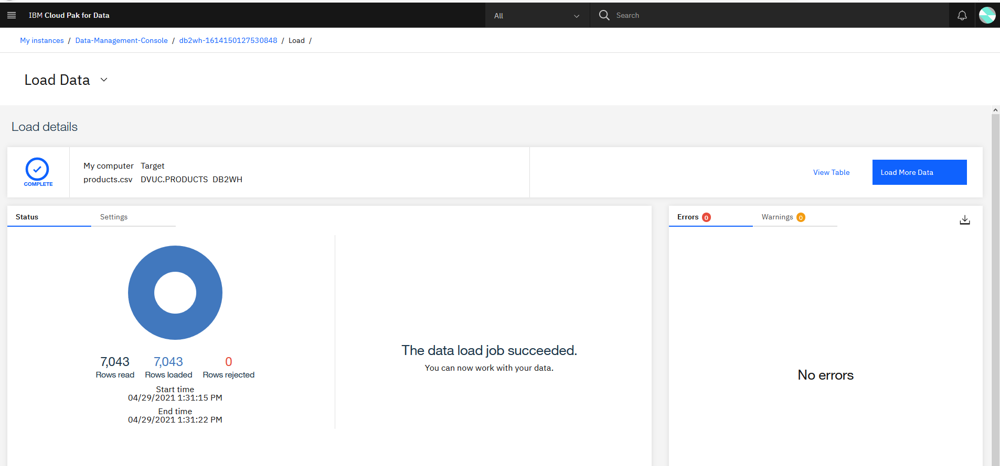 IBM Cloud Pak for Data
All
Search
My instances / Data-Management-Console / db2wh-1614150127530848 / Load /
Load Data
Load details
COMPLETE
My computer Target
products.csv DVUC.PRODUCTS DB2WH
View Table
Load More Data
Status
Settings
7,043 7,043 0
Rows read Rows loaded Rows rejected
Start time
04/29/2021 1:31:15 PM
End time
04/29/2021 1:31:22 PM
The data load job succeeded.
You can now work with your data.
Errors 0
Warnings 0
No errors